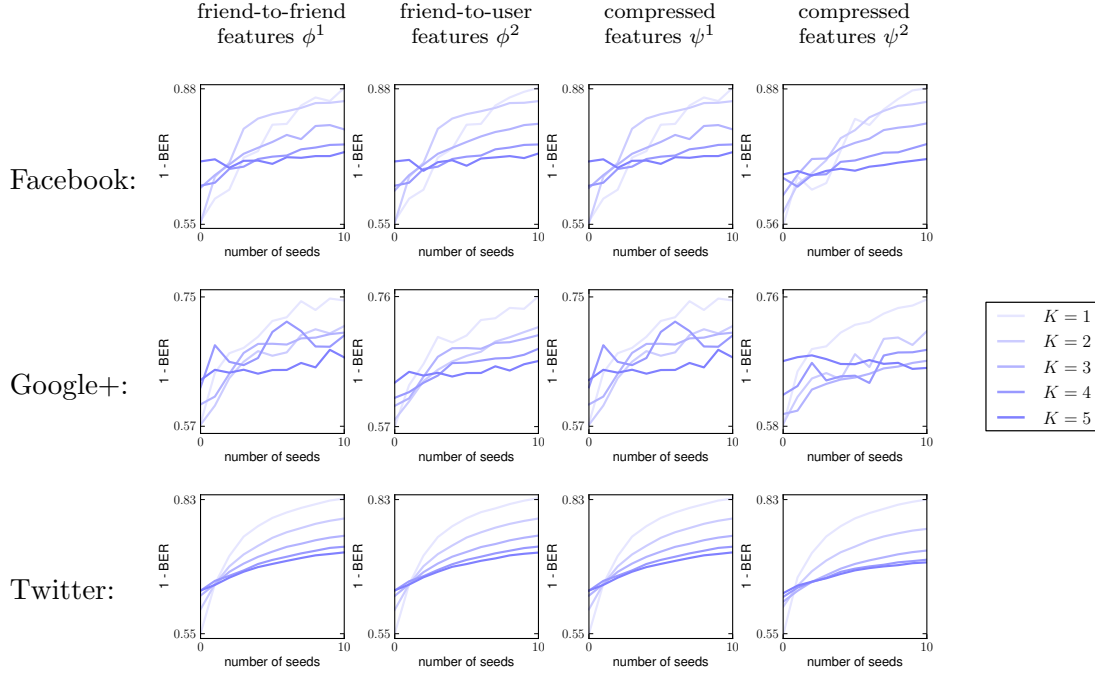 friend-to-friend
features ϕ¹
friend-to-user
features ϕ²
compressed
features ψ¹
compressed
features ψ²
Facebook:
0.88
0.55
1 - BER
0
10
number of seeds
0.88
0.55
1 - BER
0
10
number of seeds
0.88
0.55
1 - BER
0
10
number of seeds
0.88
0.56
1 - BER
0
10
number of seeds
Google+:
0.75
0.57
1 - BER
0
10
number of seeds
0.76
0.57
1 - BER
0
10
number of seeds
0.75
0.57
1 - BER
0
10
number of seeds
0.76
0.58
1 - BER
0
10
number of seeds
K = 1
K = 2
K = 3
K = 4
K = 5
Twitter:
0.83
0.55
1 - BER
0
10
number of seeds
0.83
0.55
1 - BER
0
10
number of seeds
0.83
0.55
1 - BER
0
10
number of seeds
0.83
0.55
1 - BER
0
10
number of seeds